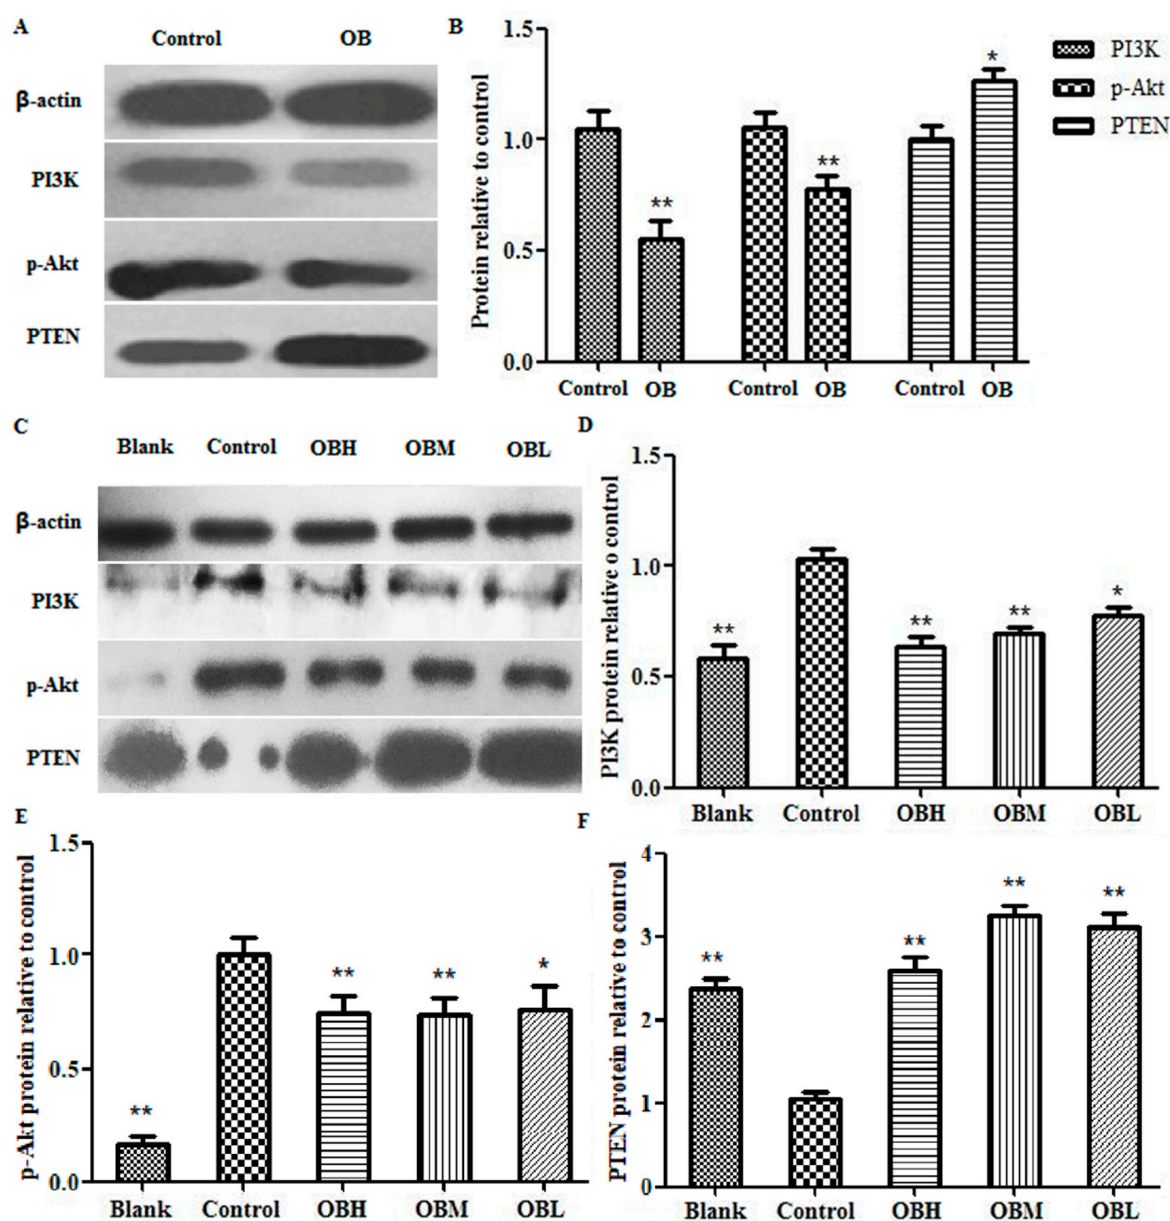 A
Control OB
β-actin
PI3K
p-Akt
PTEN
B
Protein relative to control
1.5
1.0
0.5
0.0
**
**
*
Control OB Control OB Control OB
PI3K
p-Akt
PTEN
C
Blank Control OBH OBM OBL
β-actin
PI3K
p-Akt
PTEN
D
PI3K protein relative o control
1.5
1.0
0.5
0.0
**
**
**
*
Blank Control OBH OBM OBL
E
p-Akt protein relative to control
1.5
1.0
0.5
0.0
**
**
**
*
Blank Control OBH OBM OBL
F
PTEN protein relative to control
4
3
2
1
0
**
**
**
**
Blank Control OBH OBM OBL